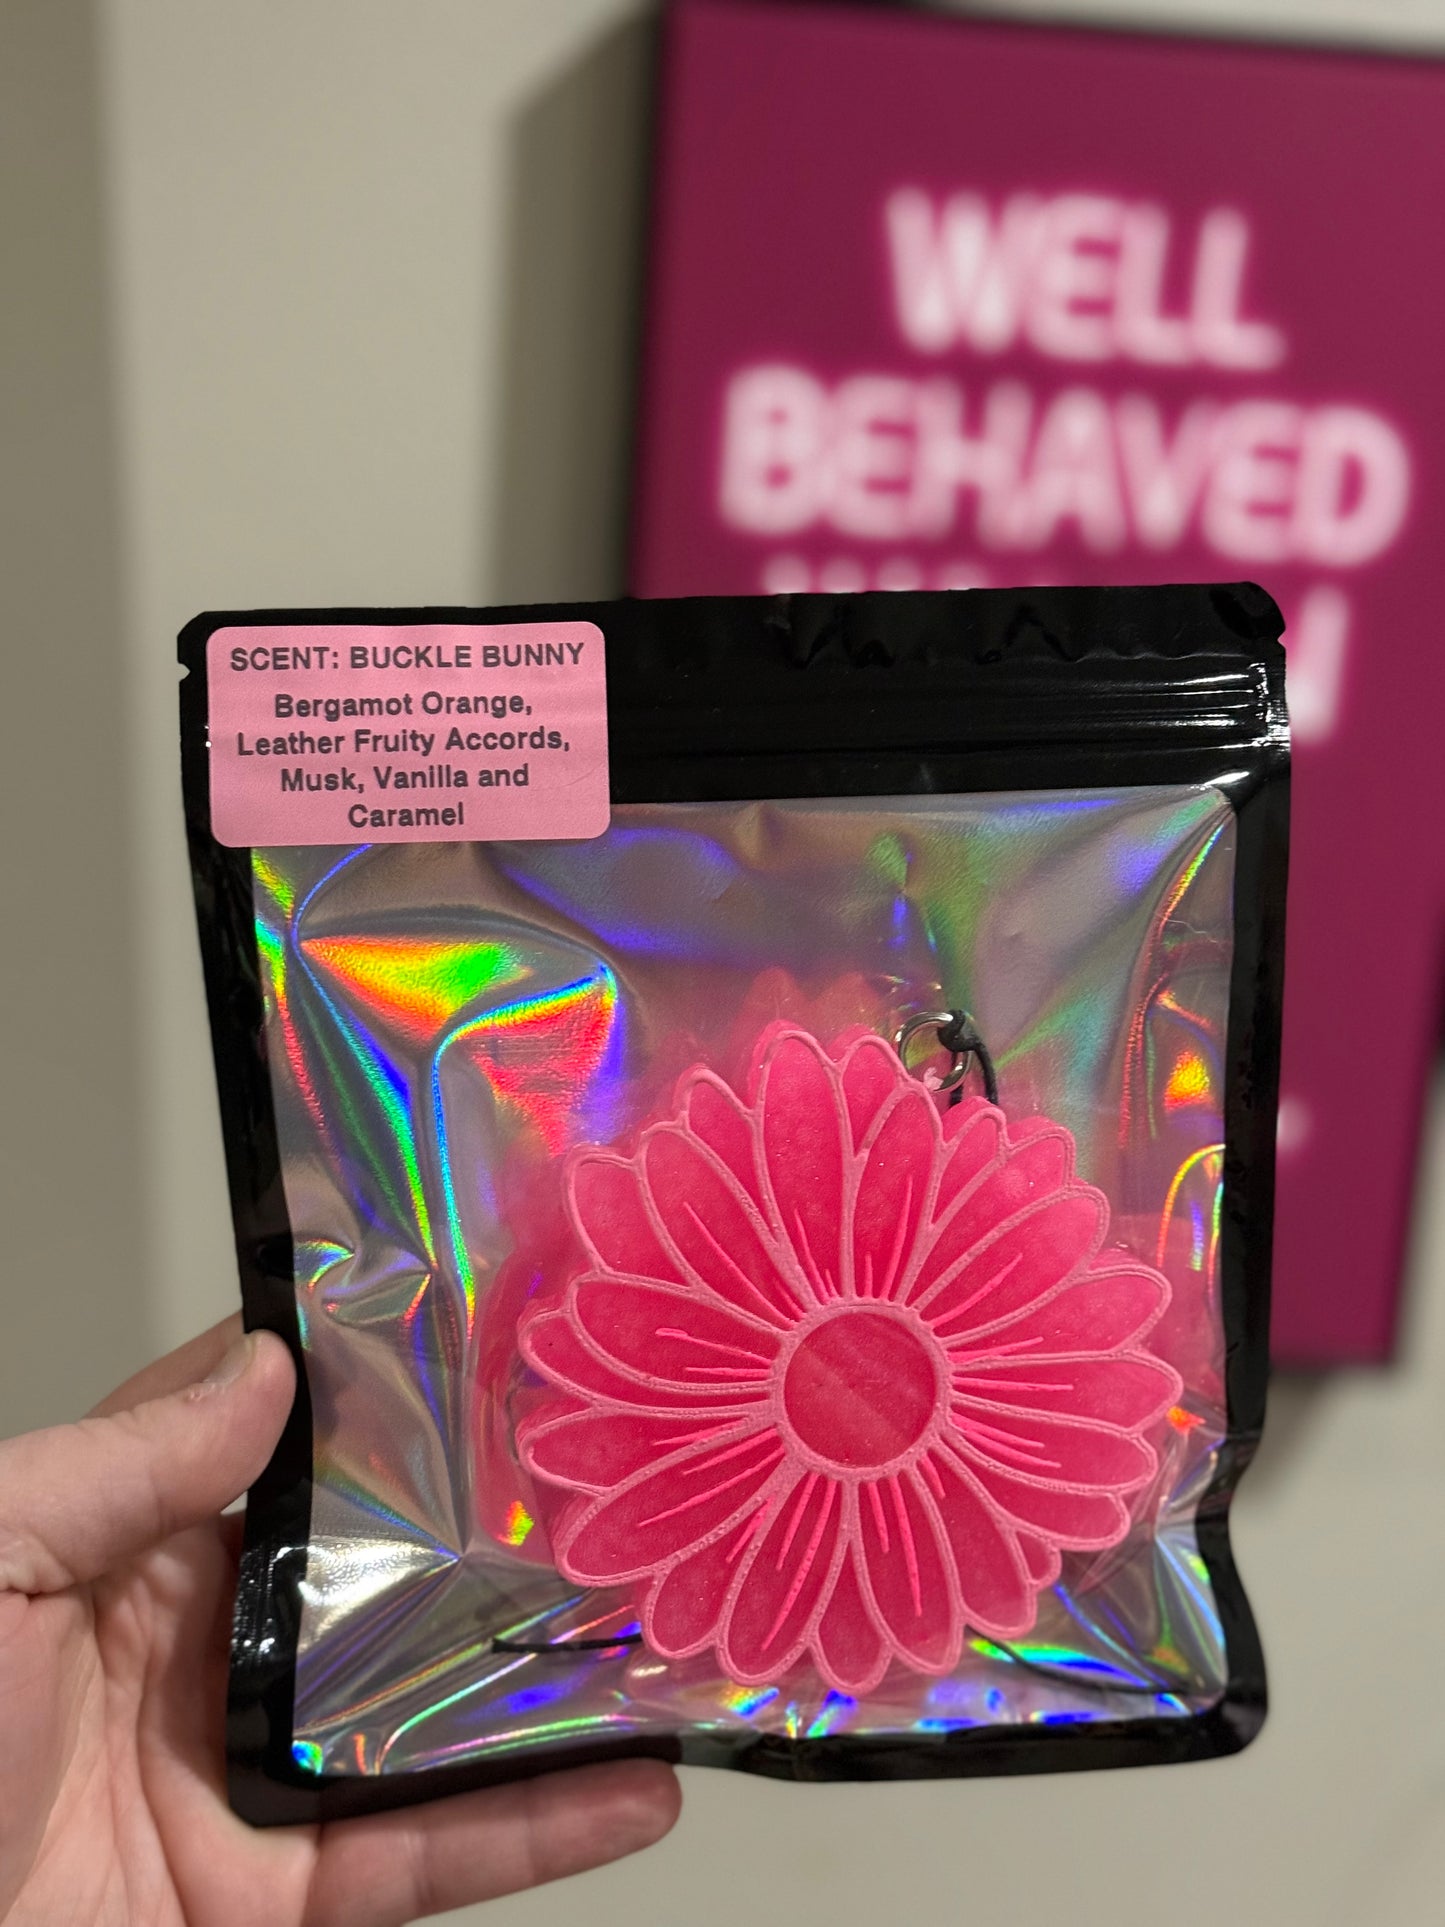 WELL
BEHAVED
SCENT: BUCKLE BUNNY
Bergamot Orange,
Leather Fruity Accords,
Musk, Vanilla and
Caramel